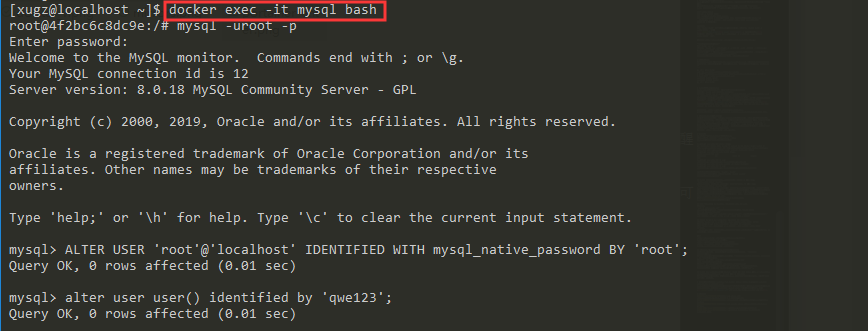 [xugz@localhost ~]$ docker exec -it mysql bash
root@4f2bc6c8dc9e:/# mysql -uroot -p
Enter password:
Welcome to the MySQL monitor.  Commands end with ; or \g.
Your MySQL connection id is 12
Server version: 8.0.18 MySQL Community Server - GPL

Copyright (c) 2000, 2019, Oracle and/or its affiliates. All rights reserved.

Oracle is a registered trademark of Oracle Corporation and/or its
affiliates. Other names may be trademarks of their respective
owners.

Type 'help;' or '\h' for help. Type '\c' to clear the current input statement.

mysql> ALTER USER 'root'@'localhost' IDENTIFIED WITH mysql_native_password BY 'root';
Query OK, 0 rows affected (0.01 sec)

mysql> alter user user() identified by 'qwe123';
Query OK, 0 rows affected (0.01 sec)